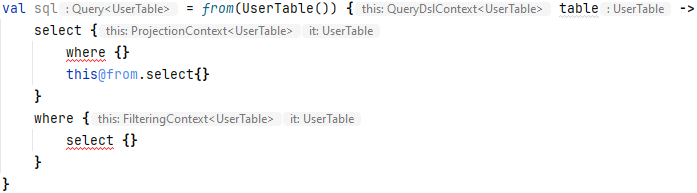 val sql : Query<UserTable> = from(UserTable()) { this: QueryDslContext<UserTable> table : UserTable ->
select { this: ProjectionContext<UserTable> it: UserTable
where {}
this@from.select{}
}
where { this: FilteringContext<UserTable> it: UserTable
select {}
}
}